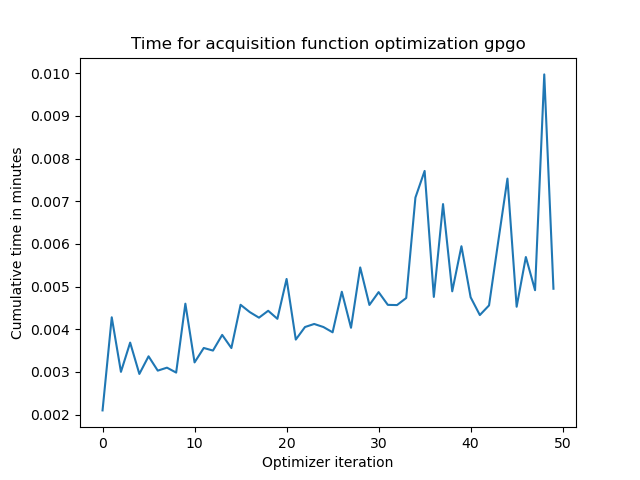 Time for acquisition function optimization gpgo
Cumulative time in minutes
0.010
0.009
0.008
0.007
0.006
0.005
0.004
0.003
0.002
0 10 20 30 40 50
Optimizer iteration